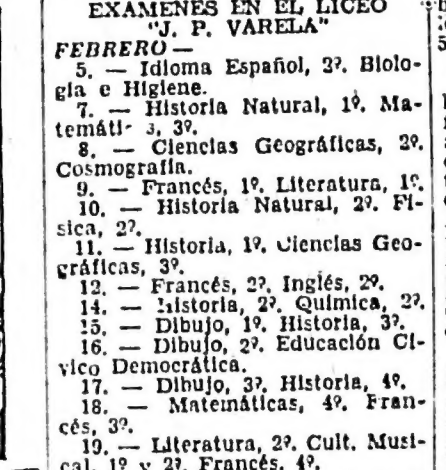 EXAMENES EN EL LICEO
"J. P. VARELA"
FEBRERO —
5. — Idioma Español, 2º. Biolo-
gía e Higiene.
7. — Historia Natural, 1º. Ma-
temáti- s, 3º.
8. — Ciencias Geográficas, 2º.
Cosmografía.
9. — Francés, 1º. Literatura, 1º.
10. — Historia Natural, 2º. Fí-
sica, 2º.
11. — Historia, 1º. Ciencias Geo-
gráficas, 3º.
12. — Francés, 2º. Inglés, 2º.
14. — Historia, 2º. Química, 2º.
15. — Dibujo, 1º. Historia, 3º.
16. — Dibujo, 2º. Educación Cí-
vico Democrática.
17. — Dibujo, 3º. Historia, 4º.
18. — Matemáticas, 4º. Fran-
cés, 3º.
19. — Literatura, 2º. Cult. Musi-
cal, 1º y 2º. Francés, 4º.